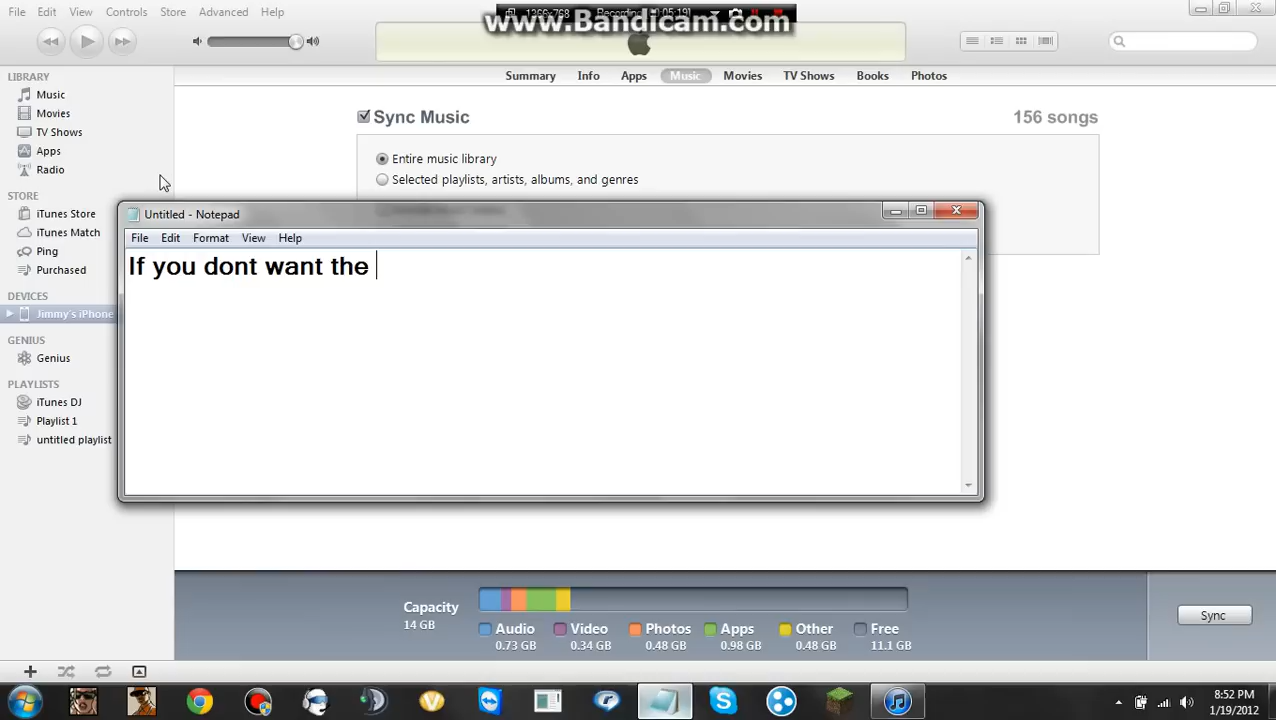 File Edit View Controls Store Advanced Help
1366x768 Recording [0:05:19]
www.Bandicam.com
LIBRARY
Music
Movies
TV Shows
Apps
Radio
STORE
iTunes Store
iTunes Match
Ping
Purchased
DEVICES
Jimmy's iPhone
GENIUS
Genius
PLAYLISTS
iTunes DJ
Playlist 1
untitled playlist
Summary Info Apps Music Movies TV Shows Books Photos
Sync Music 156 songs
Entire music library
Selected playlists, artists, albums, and genres
Untitled - Notepad
File Edit Format View Help
If you dont want the
Capacity
14 GB
Audio Video Photos Apps Other Free
0.73 GB 0.34 GB 0.48 GB 0.98 GB 0.48 GB 11.1 GB
Sync
8:52 PM
1/19/2012